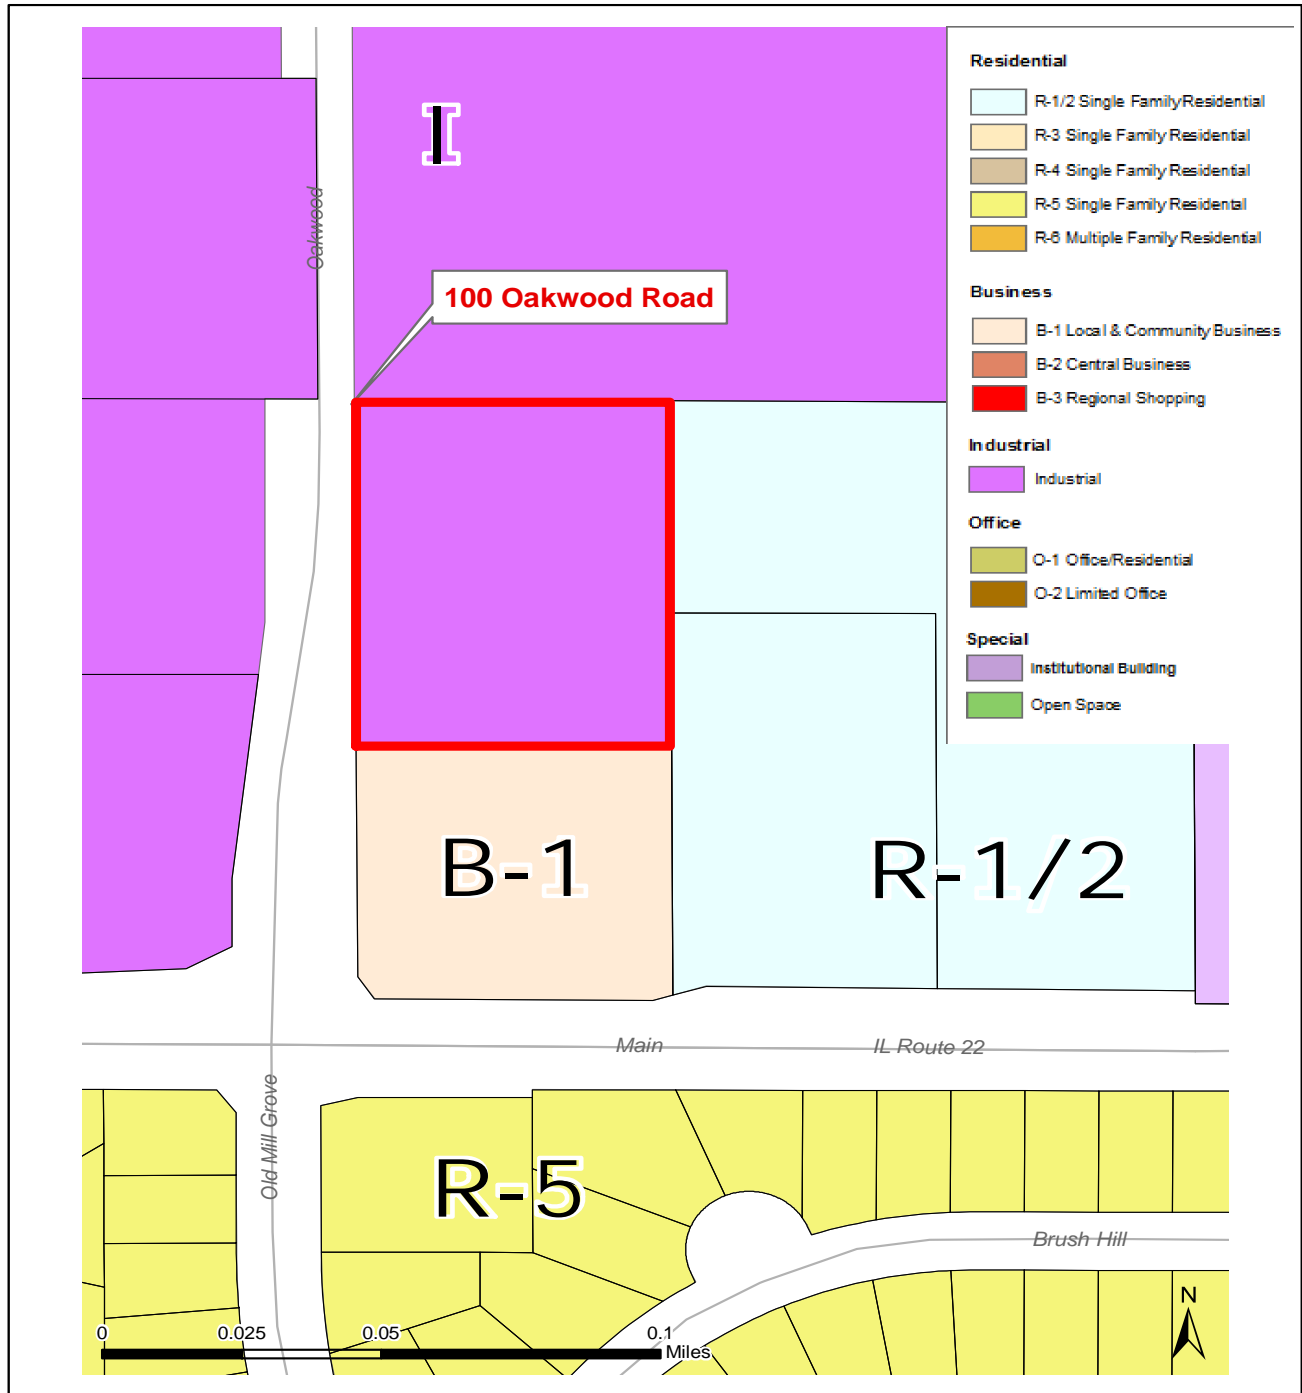 I
Oakwood
100 Oakwood Road
Residential
R-1/2 Single Family Residential
R-3 Single Family Residential
R-4 Single Family Residential
R-5 Single Family Residental
R-6 Multiple Family Residential
Business
B-1 Local & Community Business
B-2 Central Business
B-3 Regional Shopping
Industrial
Industrial
Office
O-1 Office/Residential
O-2 Limited Office
Special
Institutional Building
Open Space
B-1
R-1/2
Main
IL Route 22
Old Mill Grove
R-5
Brush Hill
N
0 0.025 0.05 0.1
Miles